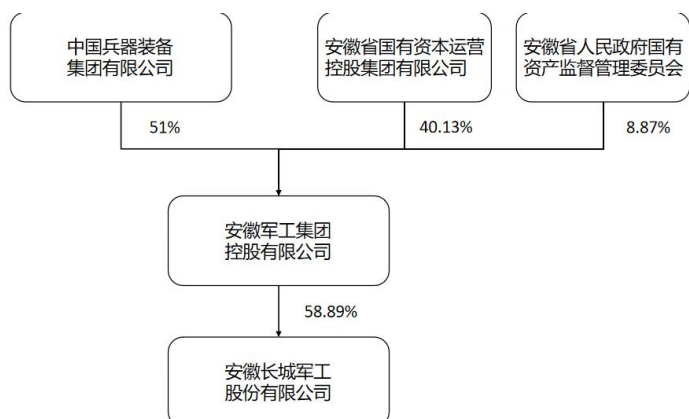 中国兵器装备
集团有限公司
安徽省国有资本运营
控股集团有限公司
安徽省人民政府国有
资产监督管理委员会
51%
40.13%
8.87%
安徽军工集团
控股有限公司
58.89%
安徽长城军工
股份有限公司